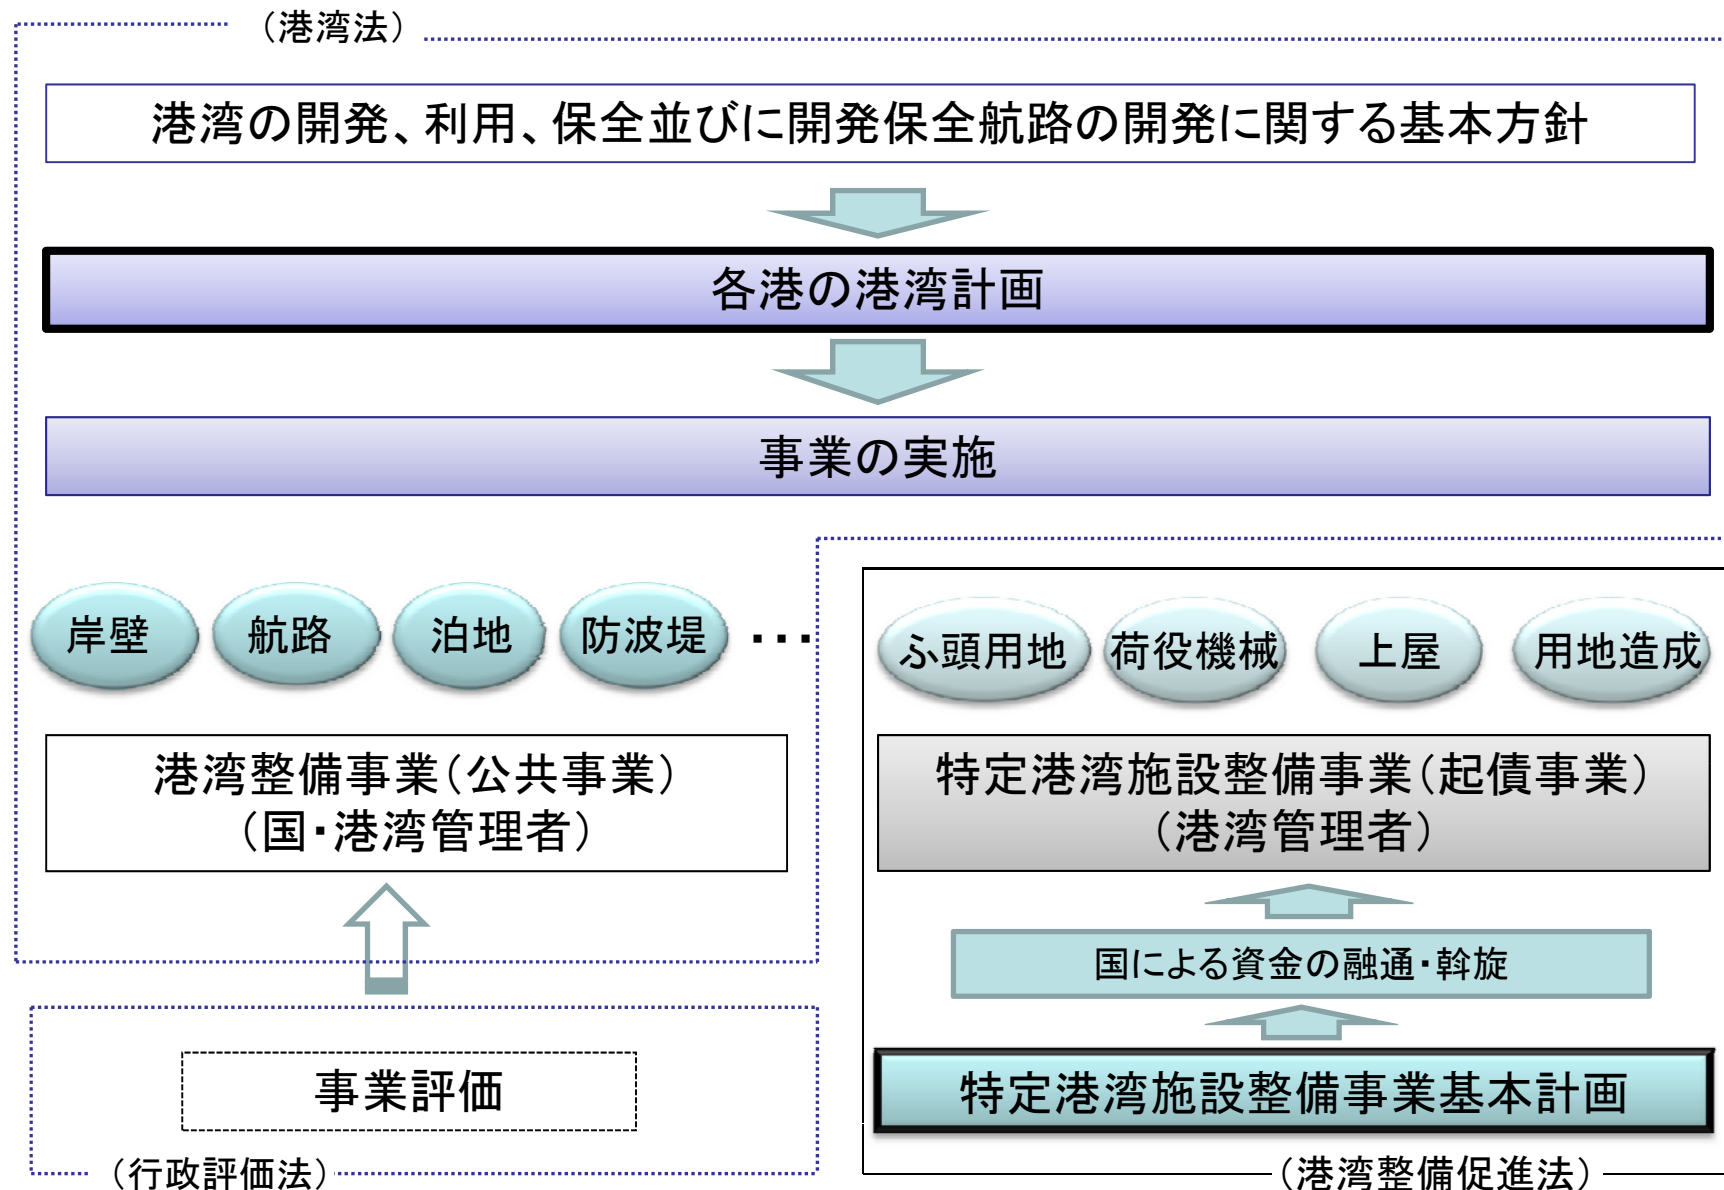 （港湾法）
港湾の開発、利用、保全並びに開発保全航路の開発に関する基本方針
各港の港湾計画
事業の実施
岸壁
航路
泊地
防波堤
･･･
ふ頭用地
荷役機械
上屋
用地造成
港湾整備事業（公共事業）
（国・港湾管理者）
特定港湾施設整備事業（起債事業）
（港湾管理者）
国による資金の融通・斡旋
事業評価
特定港湾施設整備事業基本計画
（行政評価法）
（港湾整備促進法）